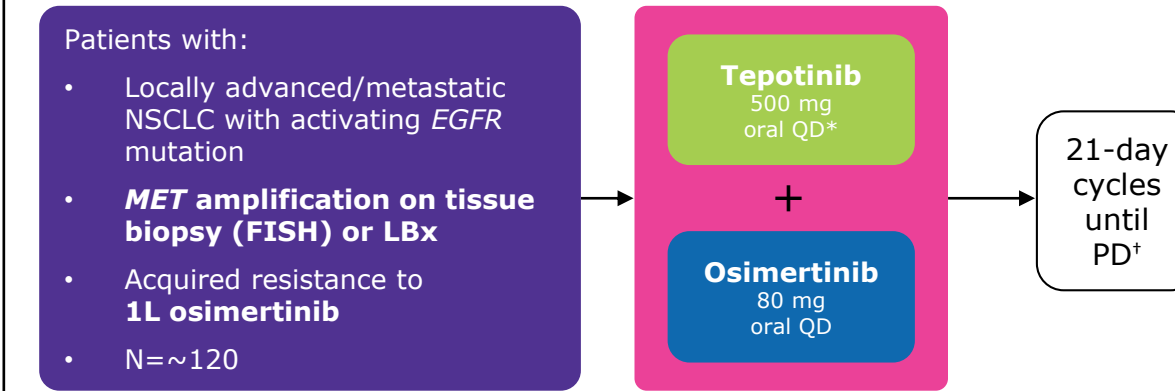 Patients with:
• Locally advanced/metastatic
NSCLC with activating EGFR
mutation
• MET amplification on tissue
biopsy (FISH) or LBx
• Acquired resistance to
1L osimertinib
• N=~120
Tepotinib
500 mg
oral QD*
+
Osimertinib
80 mg
oral QD
21-day
cycles
until
PD†